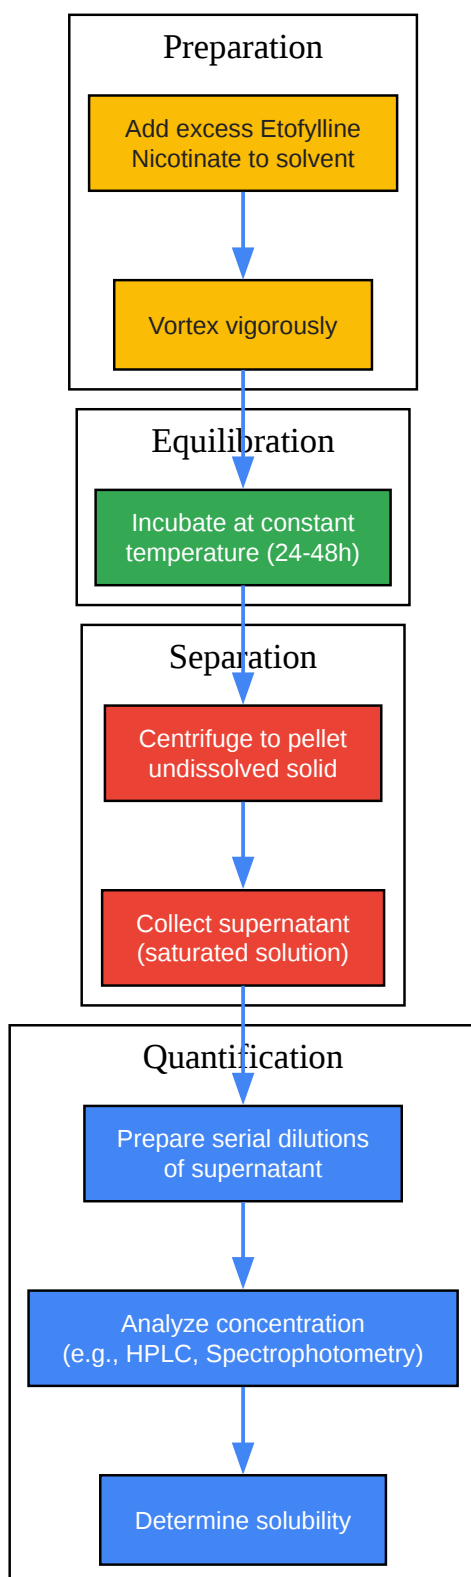 Preparation
Add excess Etofylline
Nicotinate to solvent
Vortex vigorously
Equilibration
Incubate at constant
temperature (24-48h)
Separation
Centrifuge to pellet
undissolved solid
Collect supernatant
(saturated solution)
Quantification
Prepare serial dilutions
of supernatant
Analyze concentration
(e.g., HPLC, Spectrophotometry)
Determine solubility